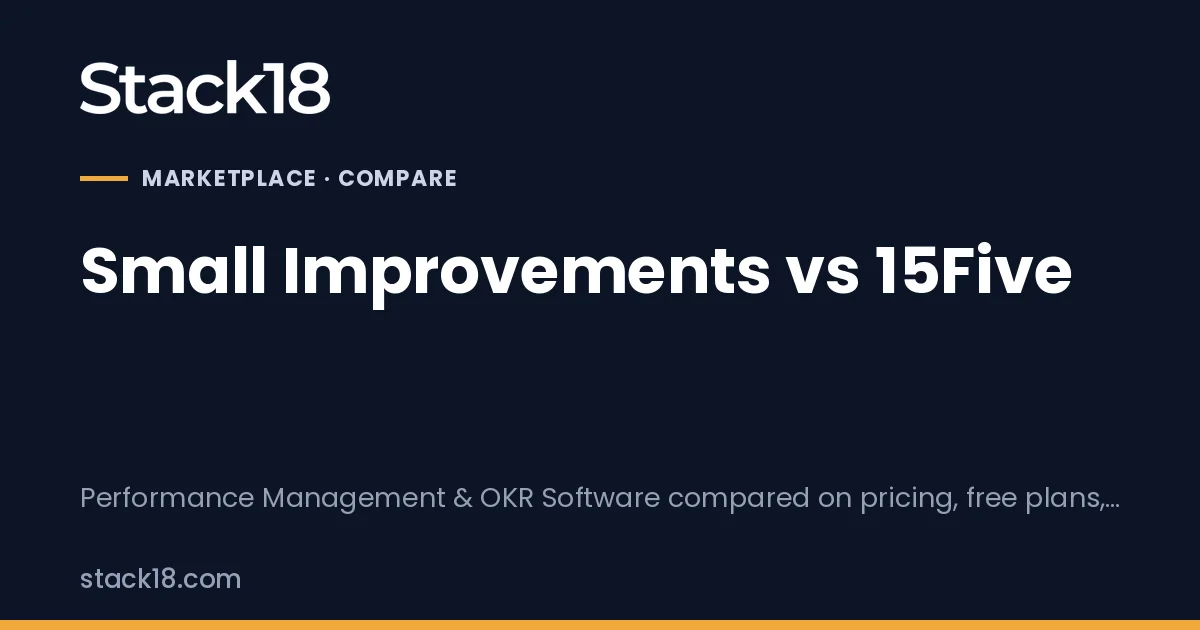 Stack18
MARKETPLACE · COMPARE
Small Improvements vs 15Five
Performance Management & OKR Software compared on pricing, free plans,...
stack18.com